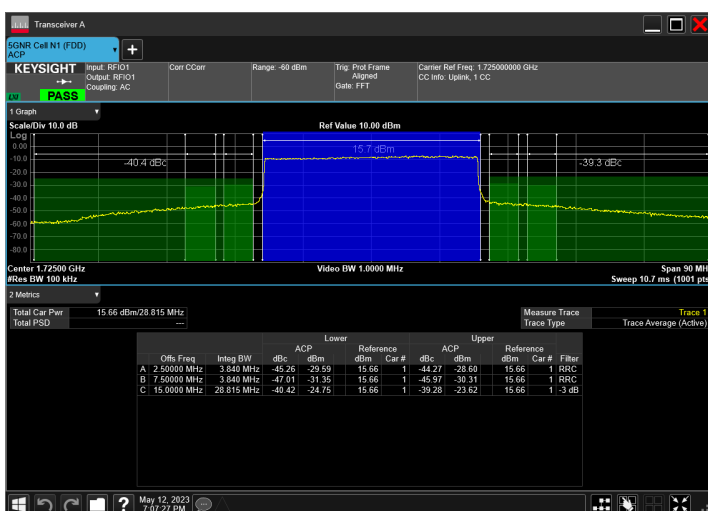 Transceiver A
5GNR Cell N1 (FDD)
ACP
KEYSIGHT
Input: RFIO1
Output: RFIO1
Coupling: AC
Corr CCorr
Range: -60 dBm
Trig: Prot Frame
Aligned
Gate: FFT
Carrier Ref Freq: 1.725000000 GHz
CC Info: Uplink, 1 CC
LXI
PASS
1 Graph
Scale/Div 10.0 dB
Ref Value 10.00 dBm
Log
0.00
-10.0
-20.0
-30.0
-40.0
-50.0
-60.0
-70.0
-80.0
-40.4 dBc
15.7 dBm
-39.3 dBc
Center 1.72500 GHz
Video BW 1.0000 MHz
Span 90 MH
#Res BW 100 kHz
Sweep 10.7 ms (1001 pts
2 Metrics
Total Car Pwr 15.66 dBm/28.815 MHz
Total PSD ---
Measure Trace Trace 1
Trace Type Trace Average (Active)
Lower Upper
ACP Reference ACP Reference
Offs Freq Integ BW dBc dBm dBm Car # dBc dBm dBm Car # Filter
A 2.50000 MHz 3.840 MHz -45.26 -29.59 15.66 1 -44.27 -28.60 15.66 1 RRC
B 7.50000 MHz 3.840 MHz -47.01 -31.35 15.66 1 -45.97 -30.31 15.66 1 RRC
C 15.0000 MHz 28.815 MHz -40.42 -24.75 15.66 1 -39.28 -23.62 15.66 1 -3 dB
May 12, 2023
7:07:27 PM